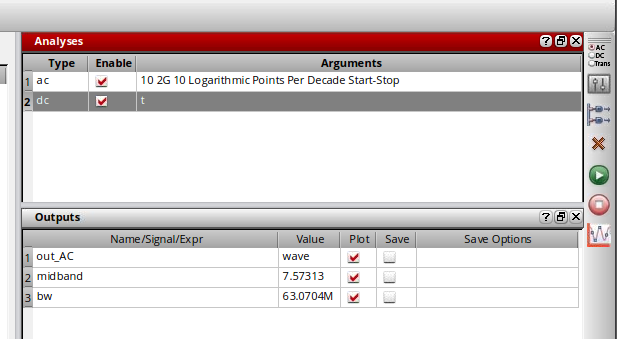 Analyses
Type Enable Arguments
1 ac 10 2G 10 Logarithmic Points Per Decade Start-Stop
2 dc t
Outputs
Name/Signal/Expr Value Plot Save Save Options
1 out_AC wave
2 midband 7.57313
3 bw 63.0704M
AC
DC
Trans